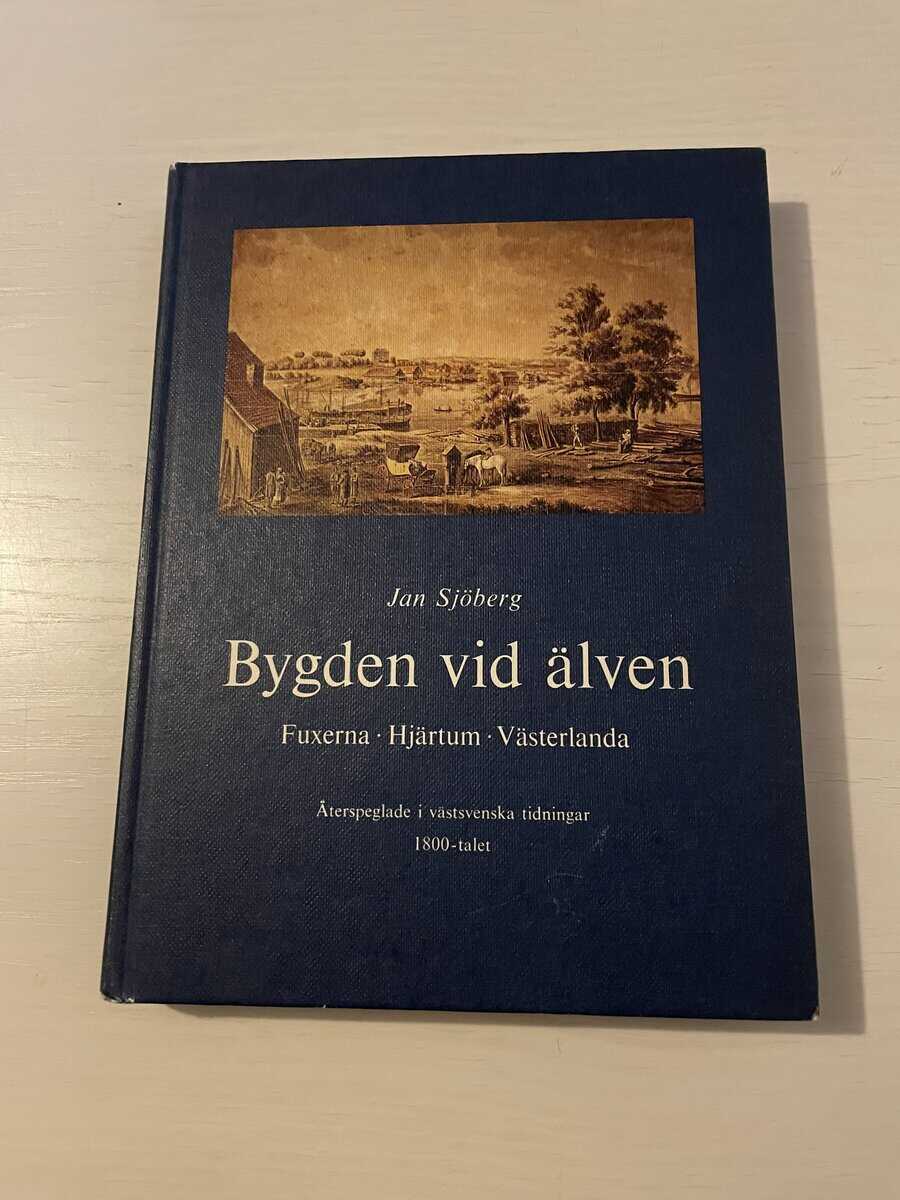 Jan Sjöberg
Bygden vid älven
Fuxerna · Hjärtum · Västerlanda
Återspeglade i västsvenska tidningar
1800-talet